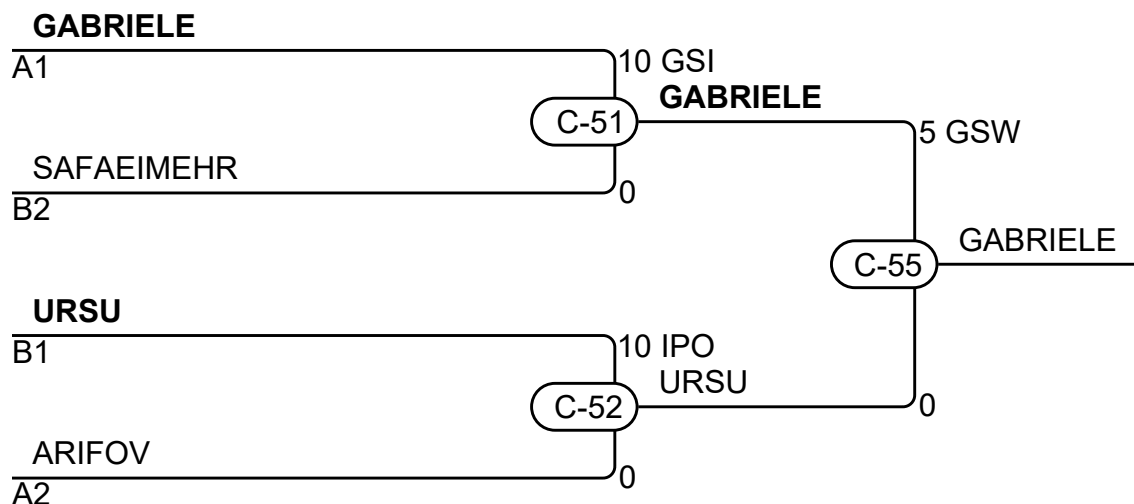 GABRIELE
A1
10 GSI
GABRIELE
C-51
5 GSW
SAFAEIMEHR
B2
0
GABRIELE
C-55
URSU
B1
10 IPO
URSU
C-52
0
ARIFOV
A2
0